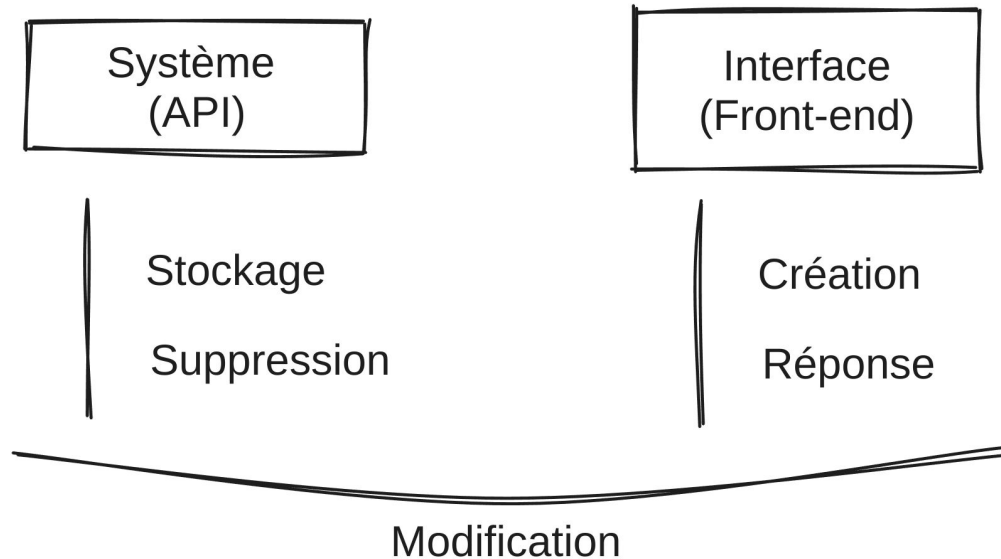 Système
(API)
Interface
(Front-end)
Stockage
Suppression
Création
Réponse
Modification